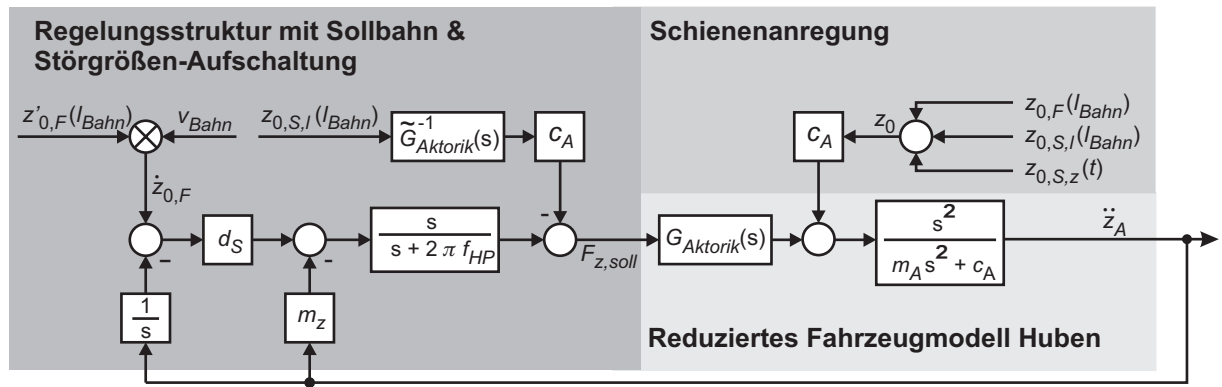 Regelungsstruktur mit Sollbahn &
Störgrößen-Aufschaltung
Schienenanregung
z'0,F(lBahn)
vBahn
z0,S,l(lBahn)
G̃⁻¹Aktorik(s)
cA
ż0,F
-
dS
-
s
s + 2 π fHP
-
Fz,soll
1
s
mz
cA
z0
z0,F(lBahn)
z0,S,l(lBahn)
z0,S,z(t)
GAktorik(s)
s²
mA s² + cA
z̈A
Reduziertes Fahrzeugmodell Huben